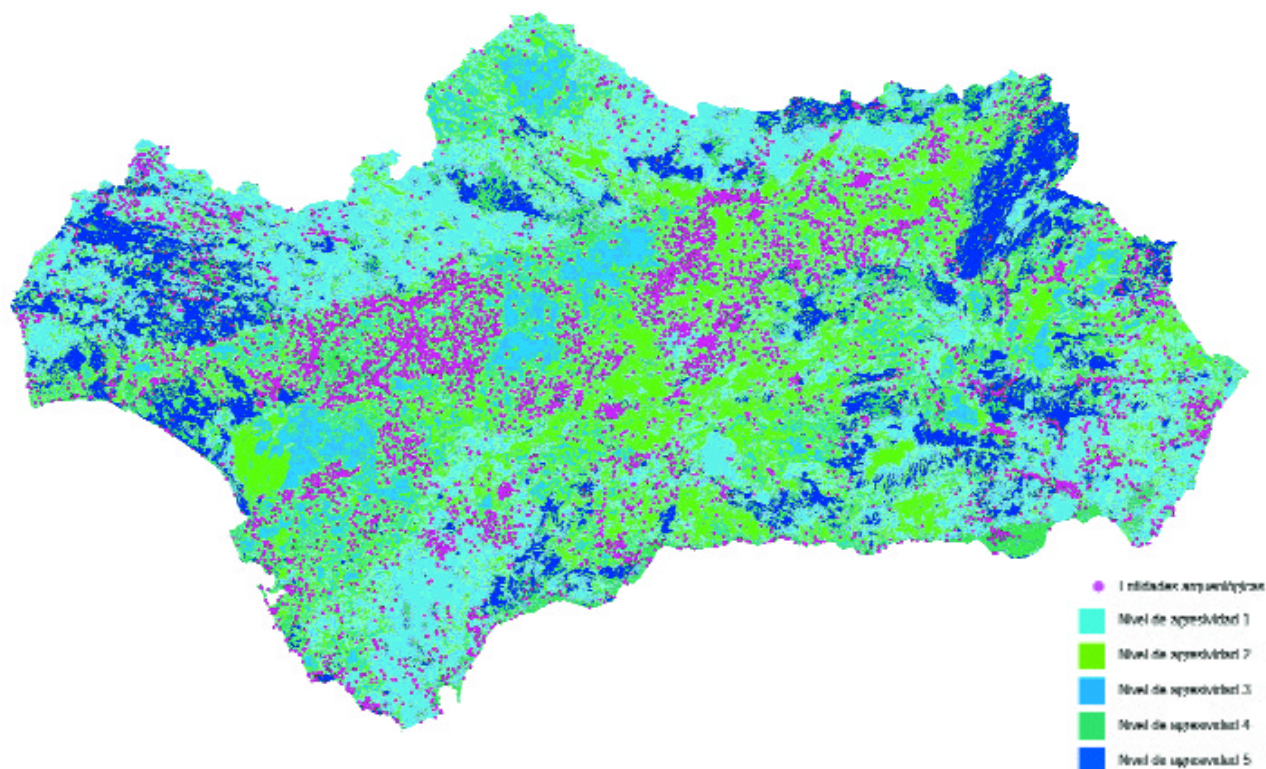 Entidades arqueológicas
Nivel de agresividad 1
Nivel de agresividad 2
Nivel de agresividad 3
Nivel de agresividad 4
Nivel de agresividad 5